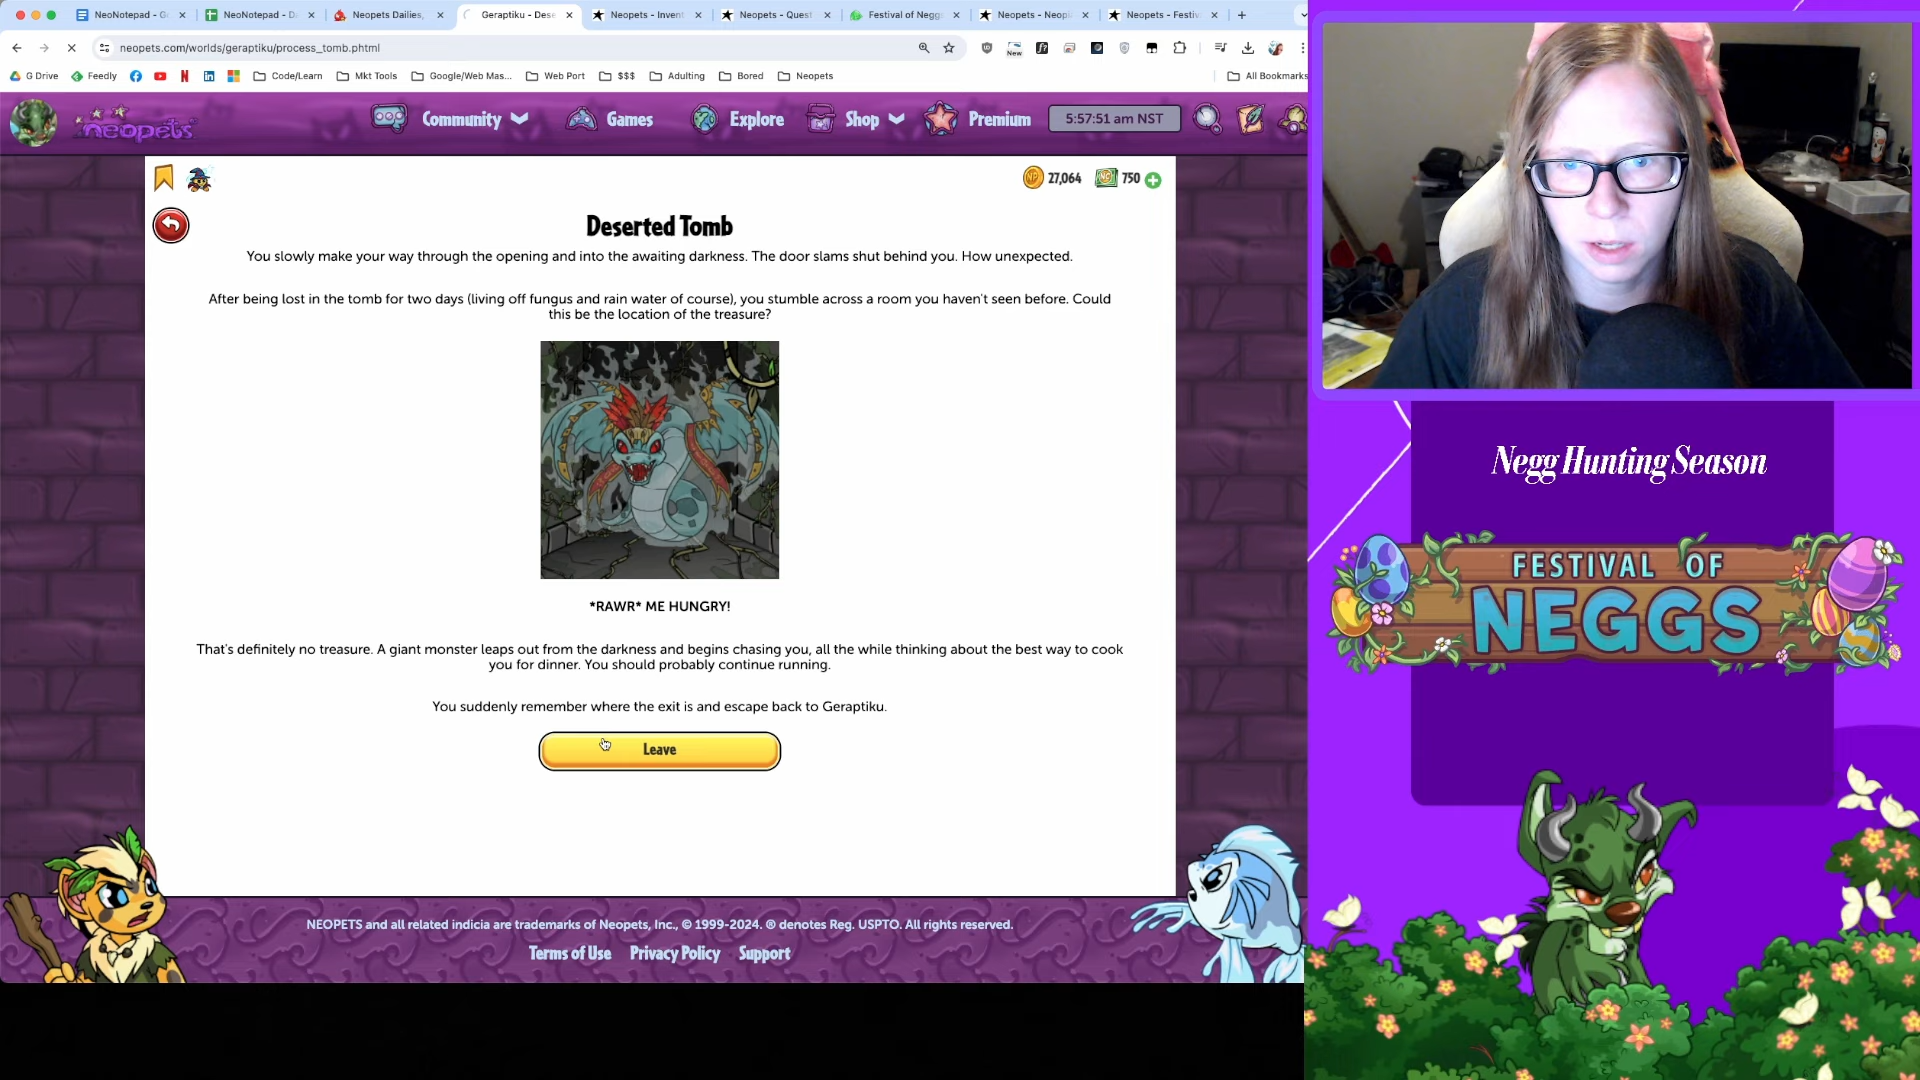 NeoNotepad - G
NeoNotepad - D
Neopets Dailies,
Geraptiku - Dese
Neopets - Invent
Neopets - Quest
Festival of Neggs
Neopets - Neopi
Neopets - Festiv
neopets.com/worlds/geraptiku/process_tomb.phtml
New
G Drive
Feedly
Code/Learn
Mkt Tools
Google/Web Mas...
Web Port
$$$
Adulting
Bored
Neopets
All Bookmarks
neopets
Community
Games
Explore
Shop
Premium
5:57:51 am NST
NP
27,064
NC
750
Deserted Tomb
You slowly make your way through the opening and into the awaiting darkness. The door slams shut behind you. How unexpected.
After being lost in the tomb for two days (living off fungus and rain water of course), you stumble across a room you haven't seen before. Could
this be the location of the treasure?
*RAWR* ME HUNGRY!
That's definitely no treasure. A giant monster leaps out from the darkness and begins chasing you, all the while thinking about the best way to cook
you for dinner. You should probably continue running.
You suddenly remember where the exit is and escape back to Geraptiku.
Leave
NEOPETS and all related indicia are trademarks of Neopets, Inc., © 1999-2024. ® denotes Reg. USPTO. All rights reserved.
Terms of Use
Privacy Policy
Support
Negg Hunting Season
FESTIVAL OF
NEGGS